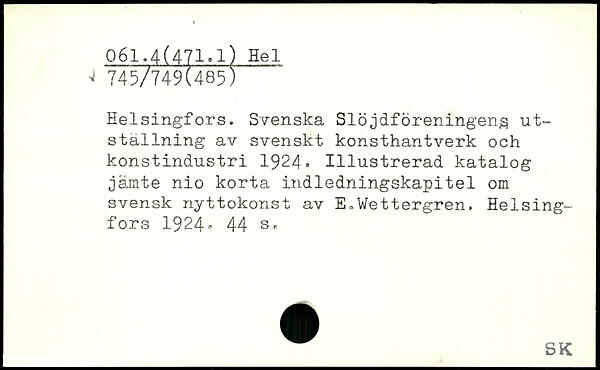 061.4(471.1) Hel
745/749(485)
Helsingfors. Svenska Slöjdföreningens ut-
ställning av svenskt konsthantverk och
konstindustri 1924. Illustrerad katalog
jämte nio korta indledningskapitel om
svensk nyttokonst av E.Wettergren. Helsing-
fors 1924. 44 s.
SK